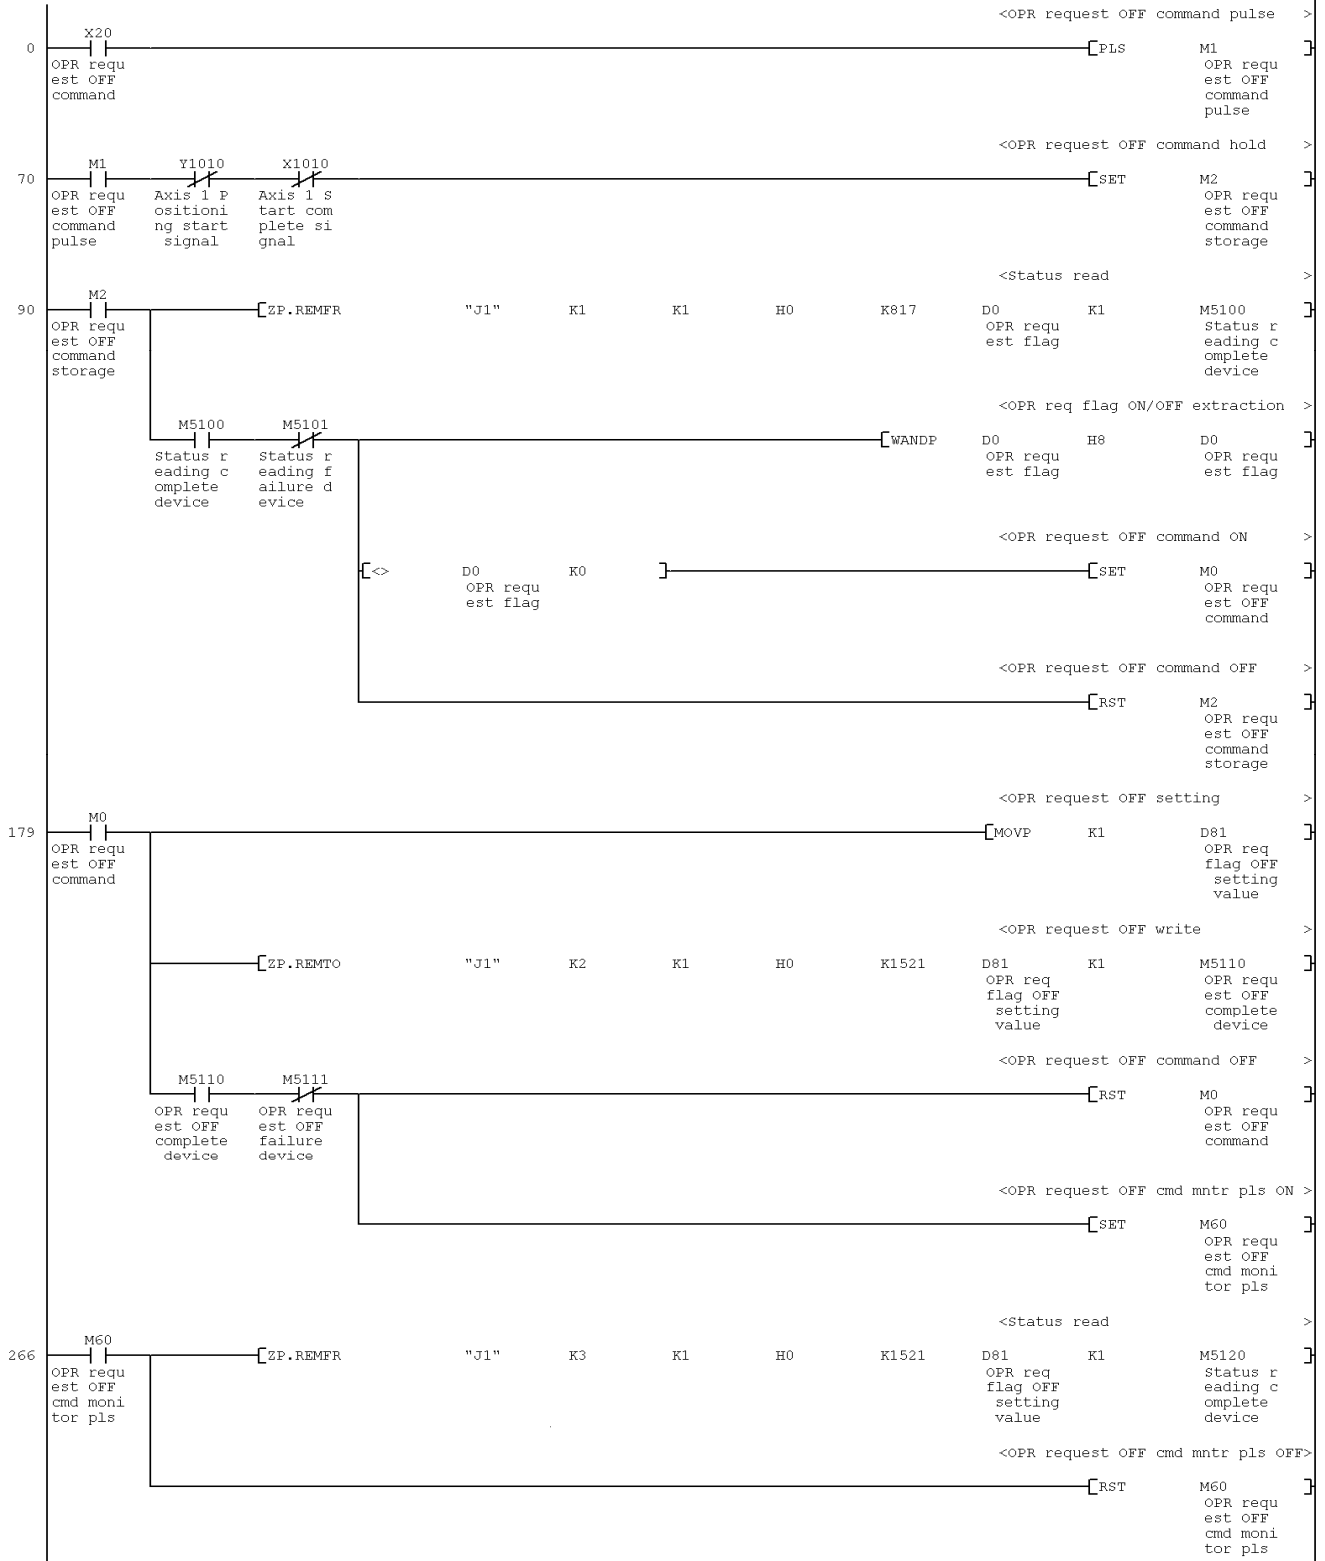 <OPR request OFF command pulse >
X20
0 PLS M1
OPR requ OPR requ
est OFF est OFF
command command
pulse
<OPR request OFF command hold >
M1 Y1010 X1010
70 SET M2
OPR requ Axis 1 P Axis 1 S OPR requ
est OFF ositioni tart com est OFF
command ng start plete si command
pulse signal gnal storage
<Status read >
M2
90 ZP.REMFR "J1" K1 K1 H0 K817 D0 K1 M5100
OPR requ OPR requ Status r
est OFF est flag eading c
command omplete
storage device
<OPR req flag ON/OFF extraction >
M5100 M5101
WANDP D0 H8 D0
Status r Status r OPR requ OPR requ
eading c eading f est flag est flag
omplete ailure d
device evice
<OPR request OFF command ON >
<> D0 K0 SET M0
OPR requ OPR requ
est flag est OFF
command
<OPR request OFF command OFF >
RST M2
OPR requ
est OFF
command
storage
<OPR request OFF setting >
M0
179 MOVP K1 D81
OPR requ OPR req
est OFF flag OFF
command setting
value
<OPR request OFF write >
ZP.REMTO "J1" K2 K1 H0 K1521 D81 K1 M5110
OPR req OPR requ
flag OFF est OFF
setting complete
value device
<OPR request OFF command OFF >
M5110 M5111
RST M0
OPR requ OPR requ OPR requ
est OFF est OFF est OFF
complete failure command
device device
<OPR request OFF cmd mntr pls ON >
SET M60
OPR requ
est OFF
cmd moni
tor pls
<Status read >
M60
266 ZP.REMFR "J1" K3 K1 H0 K1521 D81 K1 M5120
OPR requ OPR req Status r
est OFF flag OFF eading c
cmd moni setting omplete
tor pls value device
<OPR request OFF cmd mntr pls OFF>
RST M60
OPR requ
est OFF
cmd moni
tor pls